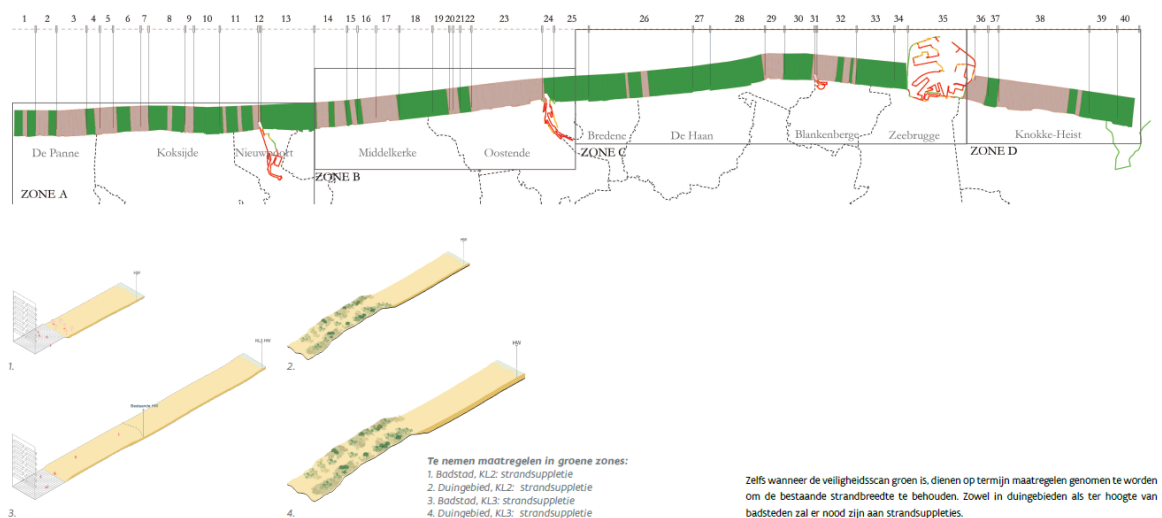 1 2 3 4 5 6 7 8 9 10 11 12 13 14 15 16 17 18 19 20 21 22 23 24 25 26 27 28 29 30 31 32 33 34 35 36 37 38 39 40
De Panne Koksijde Nieuwpoort Middelkerke Oostende Bredene De Haan Blankenberge Zeebrugge Knokke-Heist
ZONE A ZONE B ZONE C ZONE D
HW
HW
1.
2.
KL2 HW
HW
3.
4.
Te nemen maatregelen in groene zones:
1. Badstad, KL2: strandsuppletie
2. Duingebied, KL2: strandsuppletie
3. Badstad, KL3: strandsuppletie
4. Duingebied, KL3: strandsuppletie
Zelfs wanneer de veiligheidsscan groen is, dienen op termijn maatregelen genomen te worden
om de bestaande strandbreedte te behouden. Zowel in duingebieden als ter hoogte van
badsteden zal er nood zijn aan strandsuppleties.